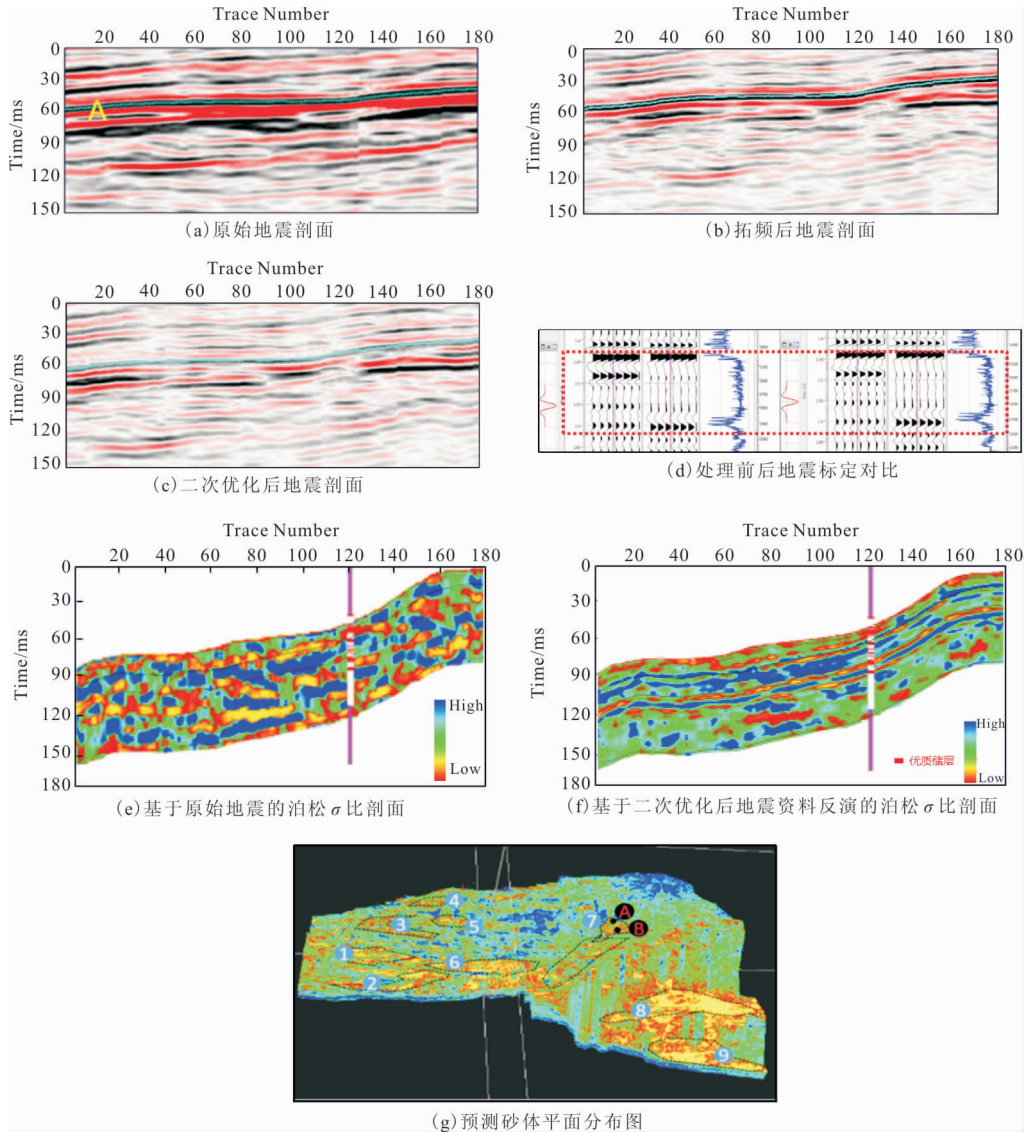 Trace Number
20 40 60 80 100 120 140 160 180
Time/ms
0
30
60
90
120
150
A
(a)原始地震剖面
Trace Number
20 40 60 80 100 120 140 160 180
Time/ms
0
30
60
90
120
150
(b)拓频后地震剖面
Trace Number
20 40 60 80 100 120 140 160 180
Time/ms
0
30
60
90
120
150
(c)二次优化后地震剖面
(d)处理前后地震标定对比
Trace Number
20 40 60 80 100 120 140 160 180
Time/ms
0
30
60
90
120
150
180
High
Low
(e)基于原始地震的泊松σ比剖面
Trace Number
20 40 60 80 100 120 140 160 180
Time/ms
0
30
60
90
120
150
180
High
Low
优质储层
(f)基于二次优化后地震资料反演的泊松σ比剖面
4
3
5
7
A
B
1
6
2
8
9
(g)预测砂体平面分布图